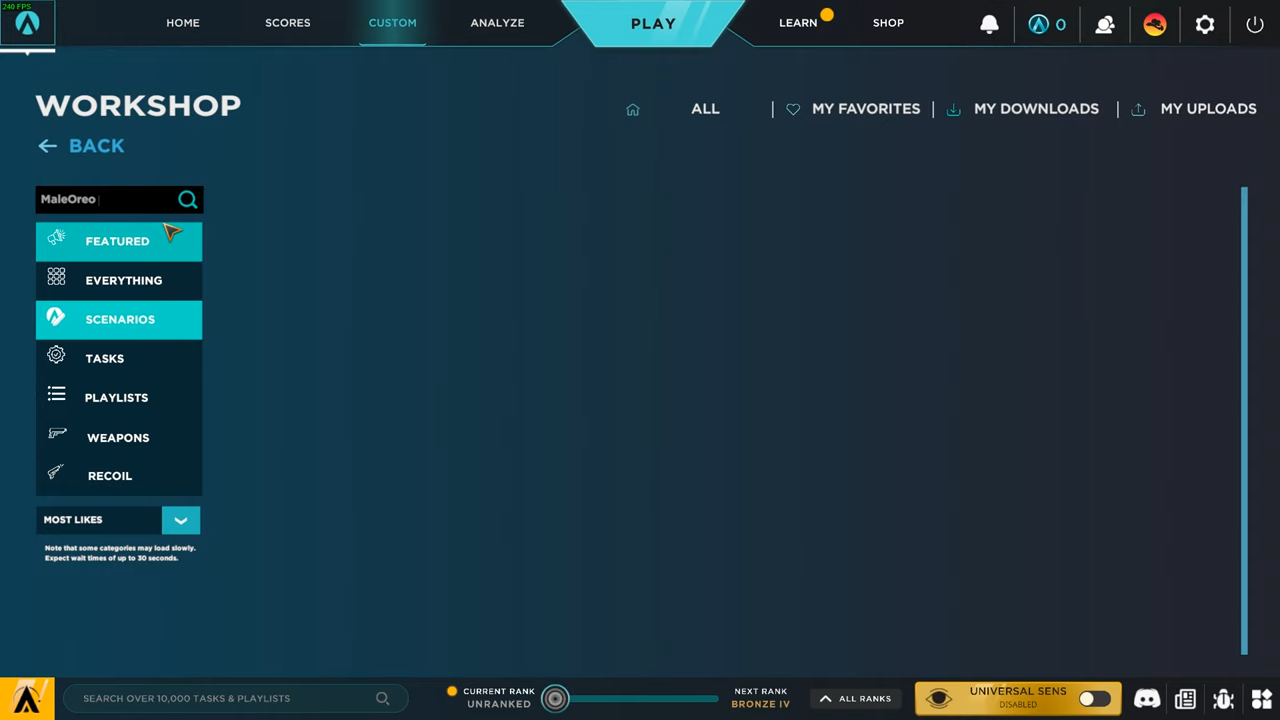 240 FPS
HOME
SCORES
CUSTOM
ANALYZE
PLAY
LEARN
SHOP
0
WORKSHOP
ALL
MY FAVORITES
MY DOWNLOADS
MY UPLOADS
BACK
MaleOreo
FEATURED
EVERYTHING
SCENARIOS
TASKS
PLAYLISTS
WEAPONS
RECOIL
MOST LIKES
Note that some categories may load slowly.
Expect wait times of up to 30 seconds.
SEARCH OVER 10,000 TASKS & PLAYLISTS
CURRENT RANK
UNRANKED
NEXT RANK
BRONZE IV
ALL RANKS
UNIVERSAL SENS
DISABLED